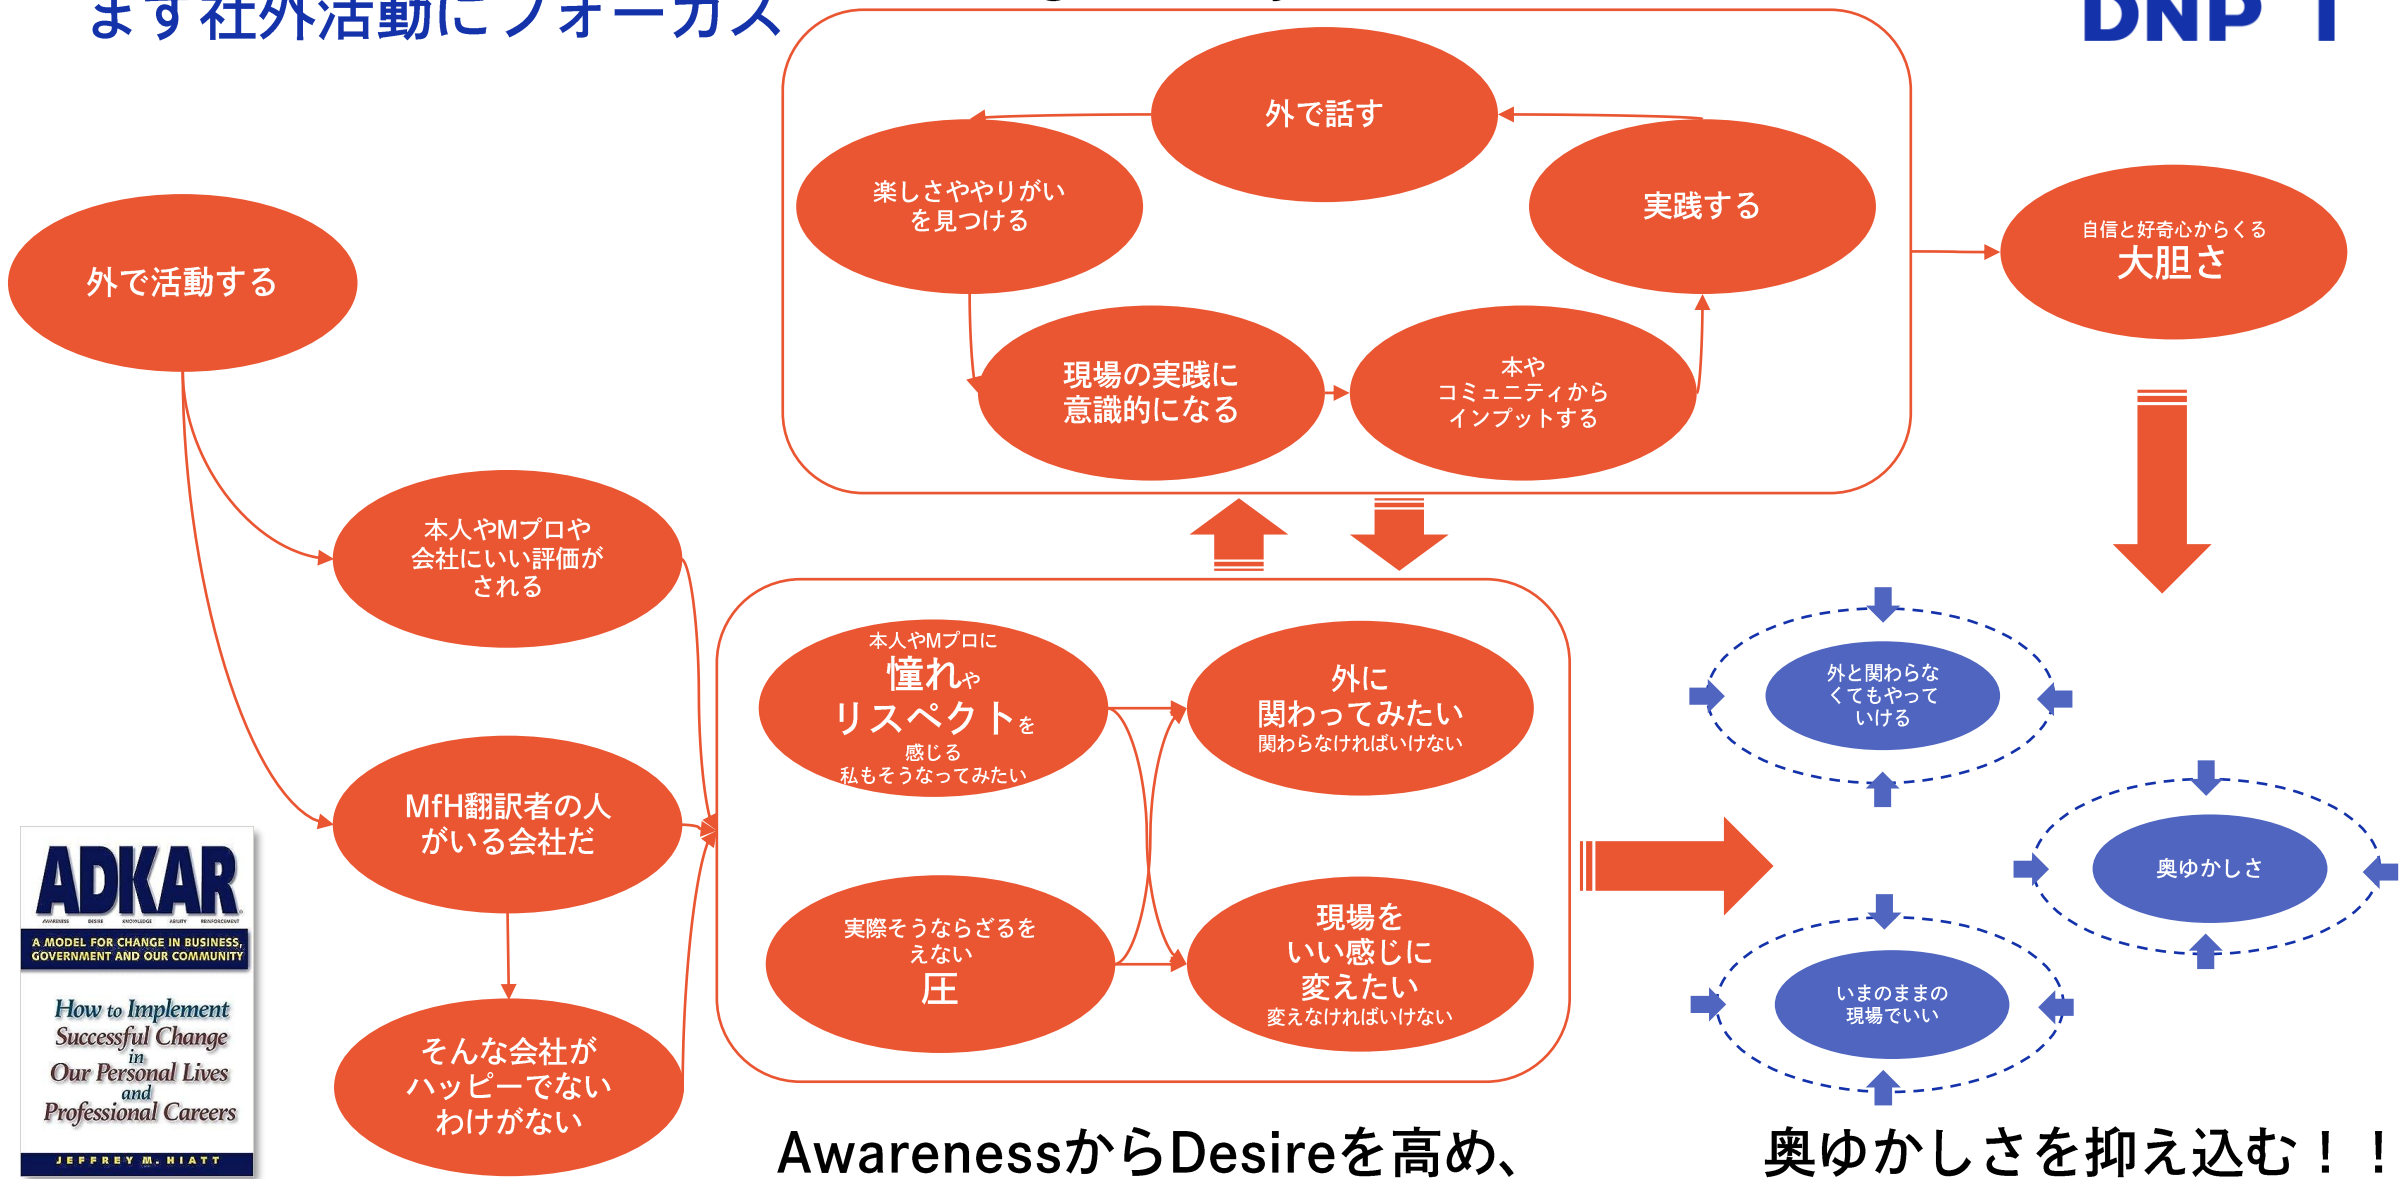 まず社外活動にフォーカス
DNP
外で話す
楽しさややりがい
を見つける
実践する
現場の実践に
意識的になる
本や
コミュニティから
インプットする
自信と好奇心からくる
大胆さ
外で活動する
本人やMプロや
会社にいい評価が
される
MfH翻訳者の人
がいる会社だ
そんな会社が
ハッピーでない
わけがない
本人やMプロに
憧れや
リスペクトを
感じる
私もそうなってみたい
外に
関わってみたい
関わらなければいけない
実際そうならざるを
えない
圧
現場を
いい感じに
変えたい
変えなければいけない
外と関わらな
くてもやって
いける
奥ゆかしさ
いまのままの
現場でいい
ADKAR
AWARENESS DESIRE KNOWLEDGE ABILITY REINFORCEMENT
A MODEL FOR CHANGE IN BUSINESS,
GOVERNMENT AND OUR COMMUNITY
How to Implement
Successful Change
in
Our Personal Lives
and
Professional Careers
JEFFREY M. HIATT
AwarenessからDesireを高め、
奥ゆかしさを抑え込む！！